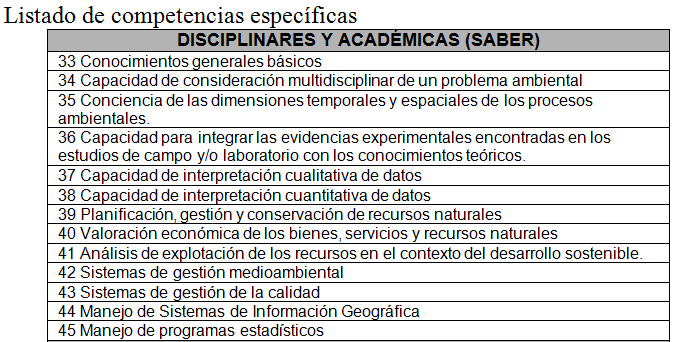 Listado de competencias específicas
DISCIPLINARES Y ACADÉMICAS (SABER)
33 Conocimientos generales básicos
34 Capacidad de consideración multidisciplinar de un problema ambiental
35 Conciencia de las dimensiones temporales y espaciales de los procesos
ambientales.
36 Capacidad para integrar las evidencias experimentales encontradas en los
estudios de campo y/o laboratorio con los conocimientos teóricos.
37 Capacidad de interpretación cualitativa de datos
38 Capacidad de interpretación cuantitativa de datos
39 Planificación, gestión y conservación de recursos naturales
40 Valoración económica de los bienes, servicios y recursos naturales
41 Análisis de explotación de los recursos en el contexto del desarrollo sostenible.
42 Sistemas de gestión medioambiental
43 Sistemas de gestión de la calidad
44 Manejo de Sistemas de Información Geográfica
45 Manejo de programas estadísticos